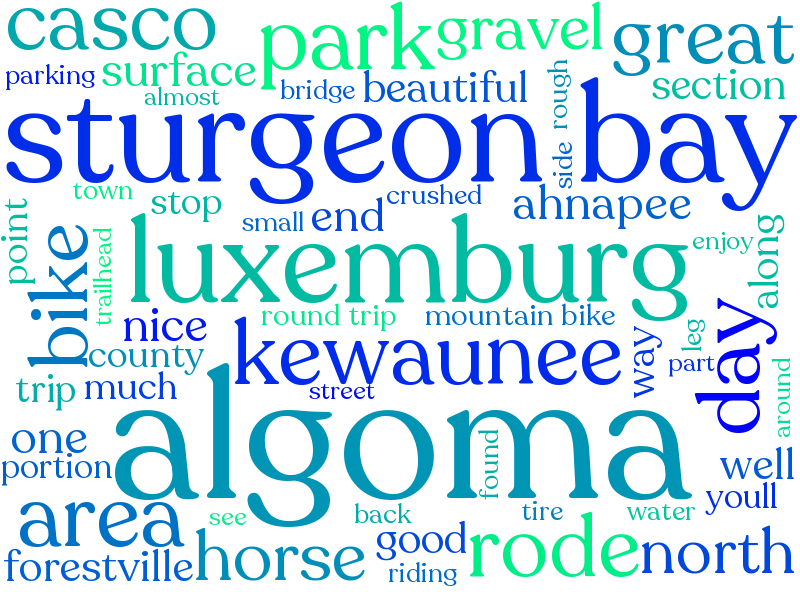 casco
park
gravel
great
parking
surface
almost
bridge
beautiful
rough
section
sturgeon bay
side
town
stop
crushed
small
end
ahnapee
point
bike
trailhead
luxemburg
enjoy
along
nice
round trip
mountain bike
county
kewaunee
way
leg
part
day
around
trip
much
street
algoma
one
portion
found
well
youll
area
see
back
tire
water
forestville
horse
good
riding
rode
north